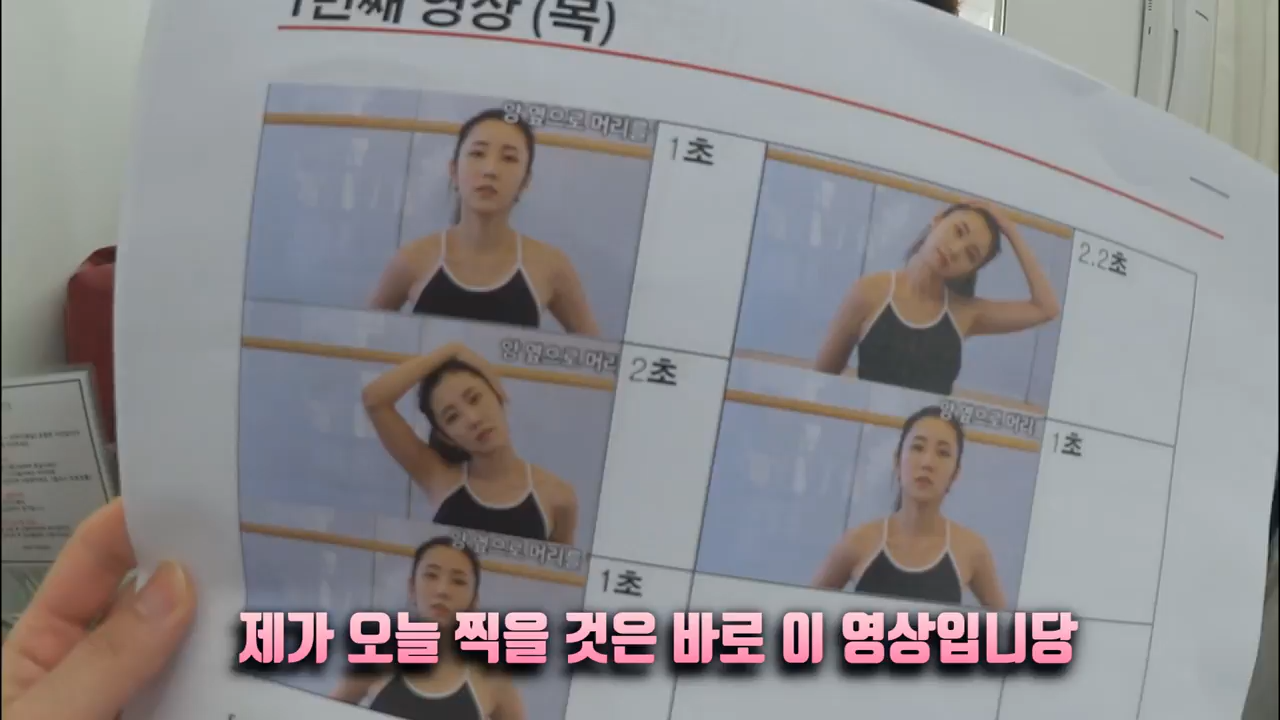 1번째 영상 (목)
양 옆으로 머리를
1초
2.2초
양 옆으로 머리
2초
양 옆으로 머리
1초
양 옆으로 머리를
1초
제가 오늘 찍을 것은 바로 이 영상입니당